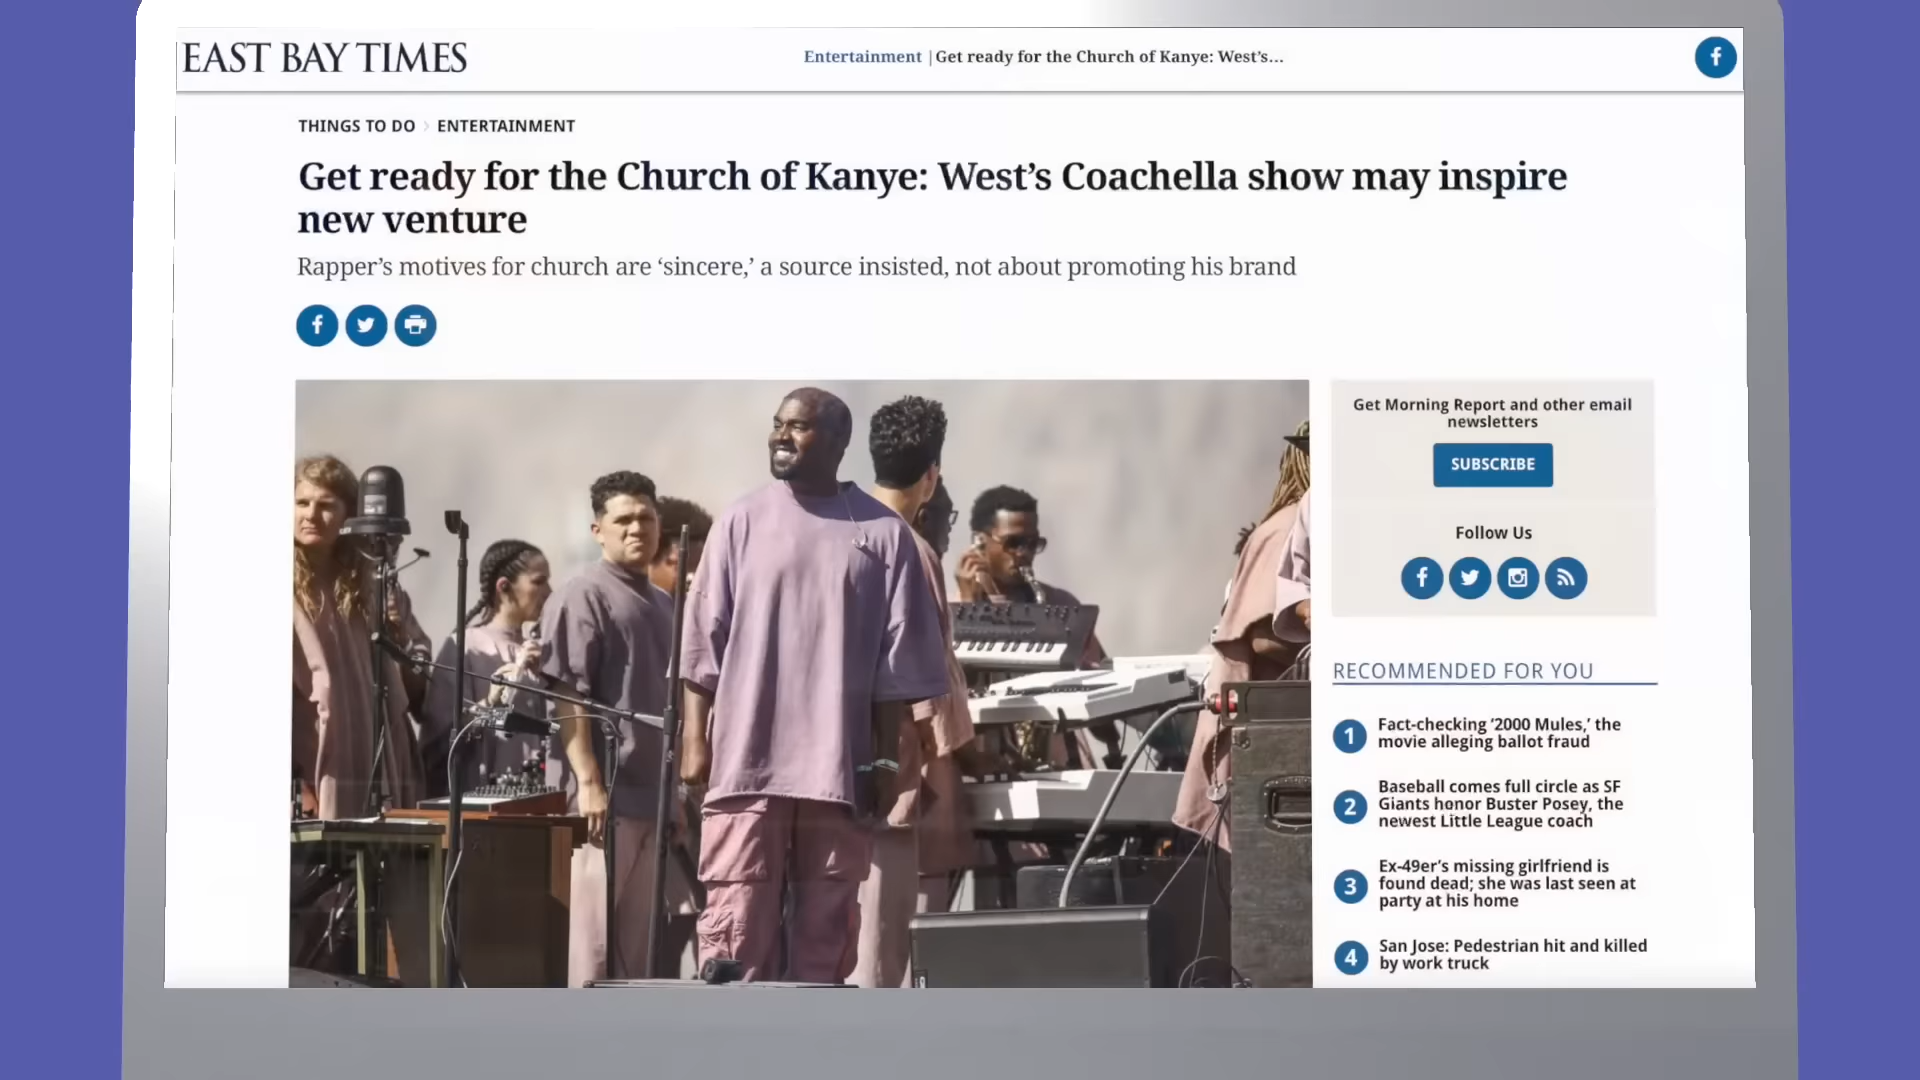 EAST BAY TIMES
Entertainment | Get ready for the Church of Kanye: West's...
THINGS TO DO > ENTERTAINMENT
Get ready for the Church of Kanye: West’s Coachella show may inspire
new venture
Rapper’s motives for church are ‘sincere,’ a source insisted, not about promoting his brand
Get Morning Report and other email
newsletters
SUBSCRIBE
Follow Us
RECOMMENDED FOR YOU
1 Fact-checking ‘2000 Mules,’ the
movie alleging ballot fraud
2 Baseball comes full circle as SF
Giants honor Buster Posey, the
newest Little League coach
3 Ex-49er’s missing girlfriend is
found dead; she was last seen at
party at his home
4 San Jose: Pedestrian hit and killed
by work truck